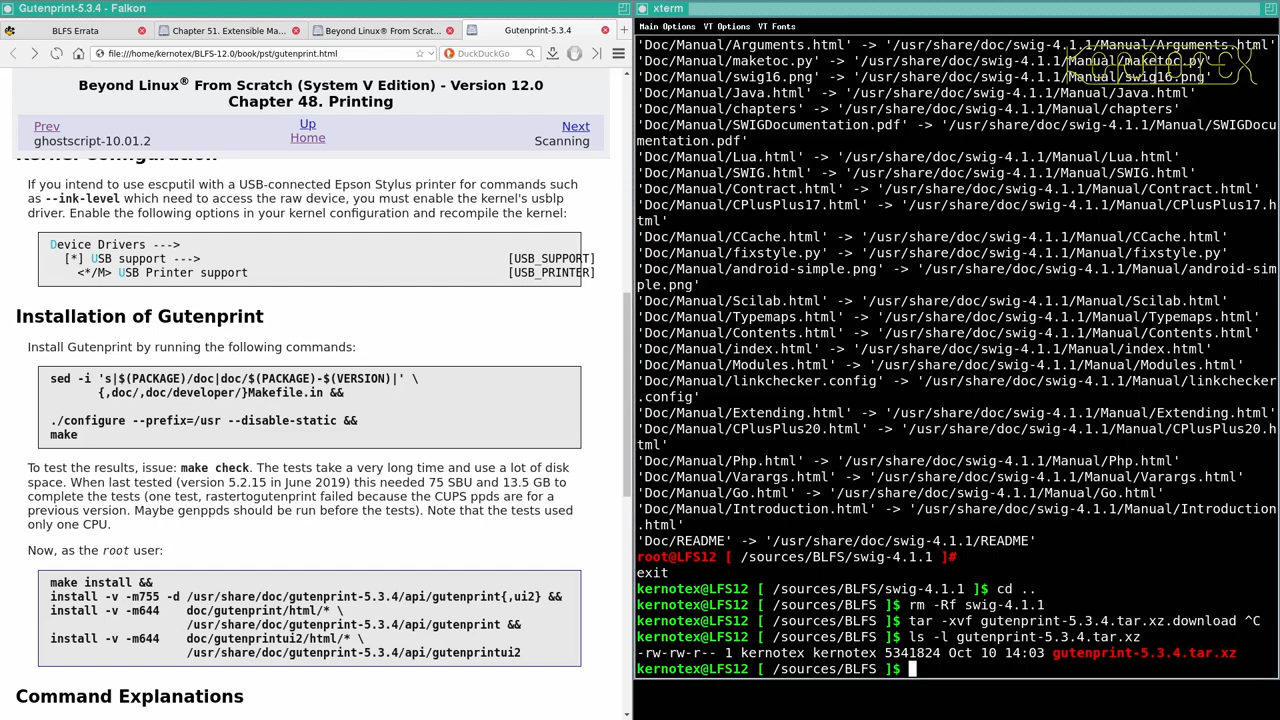 Gutenprint-5.3.4 - Falkon
BLFS Errata
Chapter 51. Extensible Ma...
Beyond Linux® From Scrat...
Gutenprint-5.3.4
file:///home/kernotex/BLFS-12.0/book/pst/gutenprint.html
DuckDuckGo
Beyond Linux® From Scratch (System V Edition) - Version 12.0
Chapter 48. Printing
Prev
Up
Next
ghostscript-10.01.2
Home
Scanning
Kernel Configuration
If you intend to use escputil with a USB-connected Epson Stylus printer for commands such
as --ink-level which need to access the raw device, you must enable the kernel's usblp
driver. Enable the following options in your kernel configuration and recompile the kernel:
Device Drivers --->
[*] USB support ---> [USB_SUPPORT]
<*/M> USB Printer support [USB_PRINTER]
Installation of Gutenprint
Install Gutenprint by running the following commands:
sed -i 's|$(PACKAGE)/doc|doc/$(PACKAGE)-$(VERSION)|' \
{,doc/,doc/developer/}Makefile.in &&
./configure --prefix=/usr --disable-static &&
make
To test the results, issue: make check. The tests take a very long time and use a lot of disk
space. When last tested (version 5.2.15 in June 2019) this needed 75 SBU and 13.5 GB to
complete the tests (one test, rastertogutenprint failed because the CUPS ppds are for a
previous version. Maybe genppds should be run before the tests). Note that the tests used
only one CPU.
Now, as the root user:
make install &&
install -v -m755 -d /usr/share/doc/gutenprint-5.3.4/api/gutenprint{,ui2} &&
install -v -m644    doc/gutenprint/html/* \
/usr/share/doc/gutenprint-5.3.4/api/gutenprint &&
install -v -m644    doc/gutenprintui2/html/* \
/usr/share/doc/gutenprint-5.3.4/api/gutenprintui2
Command Explanations
xterm
Main Options  VT Options  VT Fonts
'Doc/Manual/Arguments.html' -> '/usr/share/doc/swig-4.1.1/Manual/Arguments.html'
'Doc/Manual/maketoc.py' -> '/usr/share/doc/swig-4.1.1/Manual/maketoc.py'
'Doc/Manual/swig16.png' -> '/usr/share/doc/swig-4.1.1/Manual/swig16.png'
'Doc/Manual/Java.html' -> '/usr/share/doc/swig-4.1.1/Manual/Java.html'
'Doc/Manual/chapters' -> '/usr/share/doc/swig-4.1.1/Manual/chapters'
'Doc/Manual/SWIGDocumentation.pdf' -> '/usr/share/doc/swig-4.1.1/Manual/SWIGDocu
mentation.pdf'
'Doc/Manual/Lua.html' -> '/usr/share/doc/swig-4.1.1/Manual/Lua.html'
'Doc/Manual/SWIG.html' -> '/usr/share/doc/swig-4.1.1/Manual/SWIG.html'
'Doc/Manual/Contract.html' -> '/usr/share/doc/swig-4.1.1/Manual/Contract.html'
'Doc/Manual/CPlusPlus17.html' -> '/usr/share/doc/swig-4.1.1/Manual/CPlusPlus17.h
tml'
'Doc/Manual/CCache.html' -> '/usr/share/doc/swig-4.1.1/Manual/CCache.html'
'Doc/Manual/fixstyle.py' -> '/usr/share/doc/swig-4.1.1/Manual/fixstyle.py'
'Doc/Manual/android-simple.png' -> '/usr/share/doc/swig-4.1.1/Manual/android-sim
ple.png'
'Doc/Manual/Scilab.html' -> '/usr/share/doc/swig-4.1.1/Manual/Scilab.html'
'Doc/Manual/Typemaps.html' -> '/usr/share/doc/swig-4.1.1/Manual/Typemaps.html'
'Doc/Manual/Contents.html' -> '/usr/share/doc/swig-4.1.1/Manual/Contents.html'
'Doc/Manual/index.html' -> '/usr/share/doc/swig-4.1.1/Manual/index.html'
'Doc/Manual/Modules.html' -> '/usr/share/doc/swig-4.1.1/Manual/Modules.html'
'Doc/Manual/linkchecker.config' -> '/usr/share/doc/swig-4.1.1/Manual/linkchecker
.config'
'Doc/Manual/Extending.html' -> '/usr/share/doc/swig-4.1.1/Manual/Extending.html'
'Doc/Manual/CPlusPlus20.html' -> '/usr/share/doc/swig-4.1.1/Manual/CPlusPlus20.h
tml'
'Doc/Manual/Php.html' -> '/usr/share/doc/swig-4.1.1/Manual/Php.html'
'Doc/Manual/Varargs.html' -> '/usr/share/doc/swig-4.1.1/Manual/Varargs.html'
'Doc/Manual/Go.html' -> '/usr/share/doc/swig-4.1.1/Manual/Go.html'
'Doc/Manual/Introduction.html' -> '/usr/share/doc/swig-4.1.1/Manual/Introduction
.html'
'Doc/README' -> '/usr/share/doc/swig-4.1.1/README'
root@LFS12 [ /sources/BLFS/swig-4.1.1 ]#
exit
kernotex@LFS12 [ /sources/BLFS/swig-4.1.1 ]$ cd ..
kernotex@LFS12 [ /sources/BLFS ]$ rm -Rf swig-4.1.1
kernotex@LFS12 [ /sources/BLFS ]$ tar -xvf gutenprint-5.3.4.tar.xz.download ^C
kernotex@LFS12 [ /sources/BLFS ]$ ls -l gutenprint-5.3.4.tar.xz
-rw-rw-r-- 1 kernotex kernotex 5341824 Oct 10 14:03 gutenprint-5.3.4.tar.xz
kernotex@LFS12 [ /sources/BLFS ]$
KernoteX